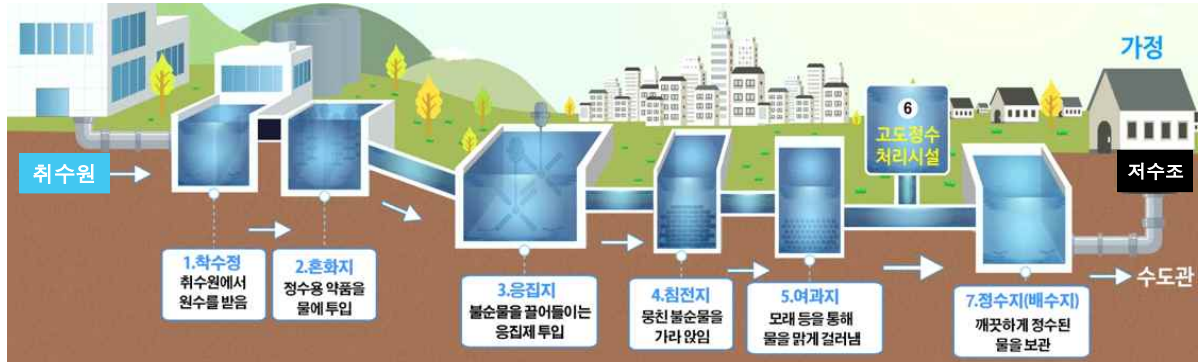 취수원
1.착수정
취수원에서
원수를 받음
2.혼화지
정수용 약품을
물에 투입
3.응집지
불순물을 끌어들이는
응집제 투입
4.침전지
뭉친 불순물을
가라 앉임
5.여과지
모래 등을 통해
물을 맑게 걸러냄
6
고도정수
처리시설
7.정수지(배수지)
깨끗하게 정수된
물을 보관
가정
저수조
수도관